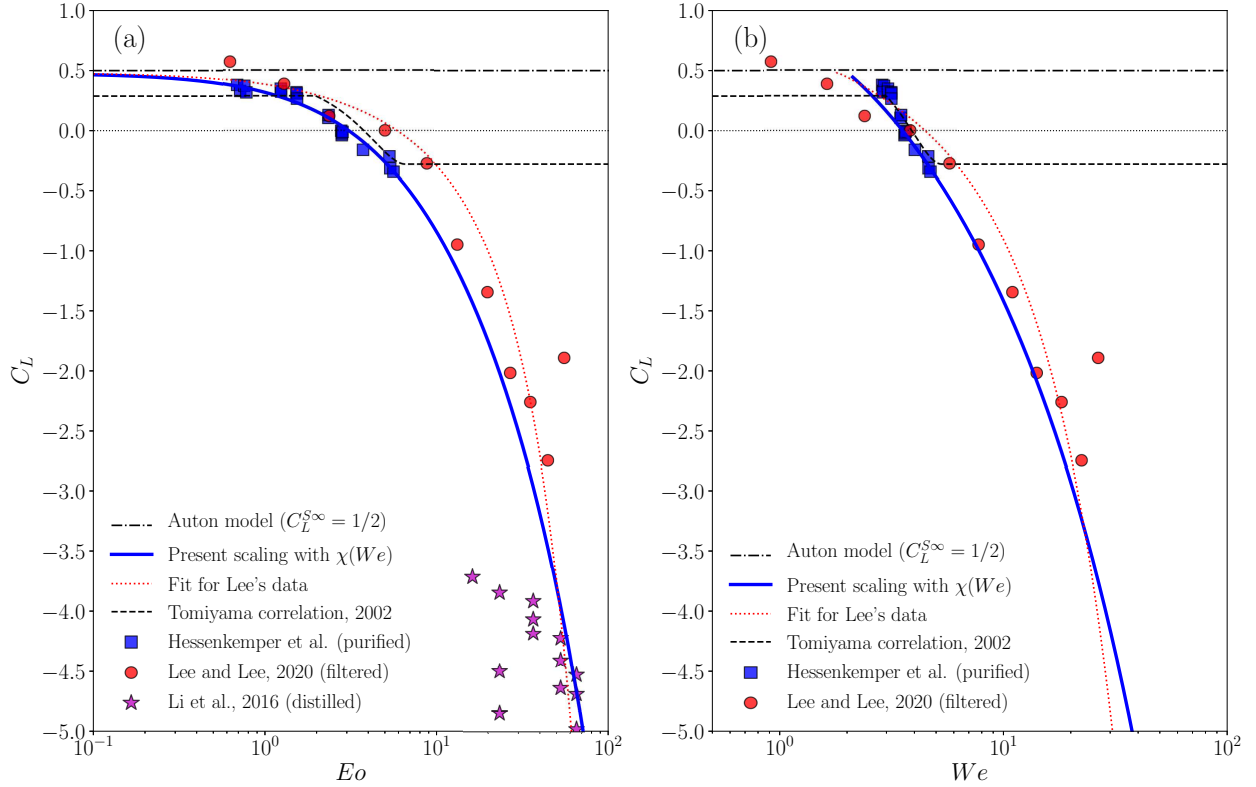 (a)
1.0
0.5
0.0
−0.5
−1.0
−1.5
−2.0
−2.5
−3.0
−3.5
−4.0
−4.5
−5.0
C_L
Auton model (C_L^{S∞} = 1/2)
Present scaling with χ(We)
Fit for Lee's data
Tomiyama correlation, 2002
Hessenkemper et al. (purified)
Lee and Lee, 2020 (filtered)
Li et al., 2016 (distilled)
10^{−1} 10^0 10^1 10^2
Eo
(b)
1.0
0.5
0.0
−0.5
−1.0
−1.5
−2.0
−2.5
−3.0
−3.5
−4.0
−4.5
−5.0
C_L
Auton model (C_L^{S∞} = 1/2)
Present scaling with χ(We)
Fit for Lee's data
Tomiyama correlation, 2002
Hessenkemper et al. (purified)
Lee and Lee, 2020 (filtered)
10^0 10^1 10^2
We